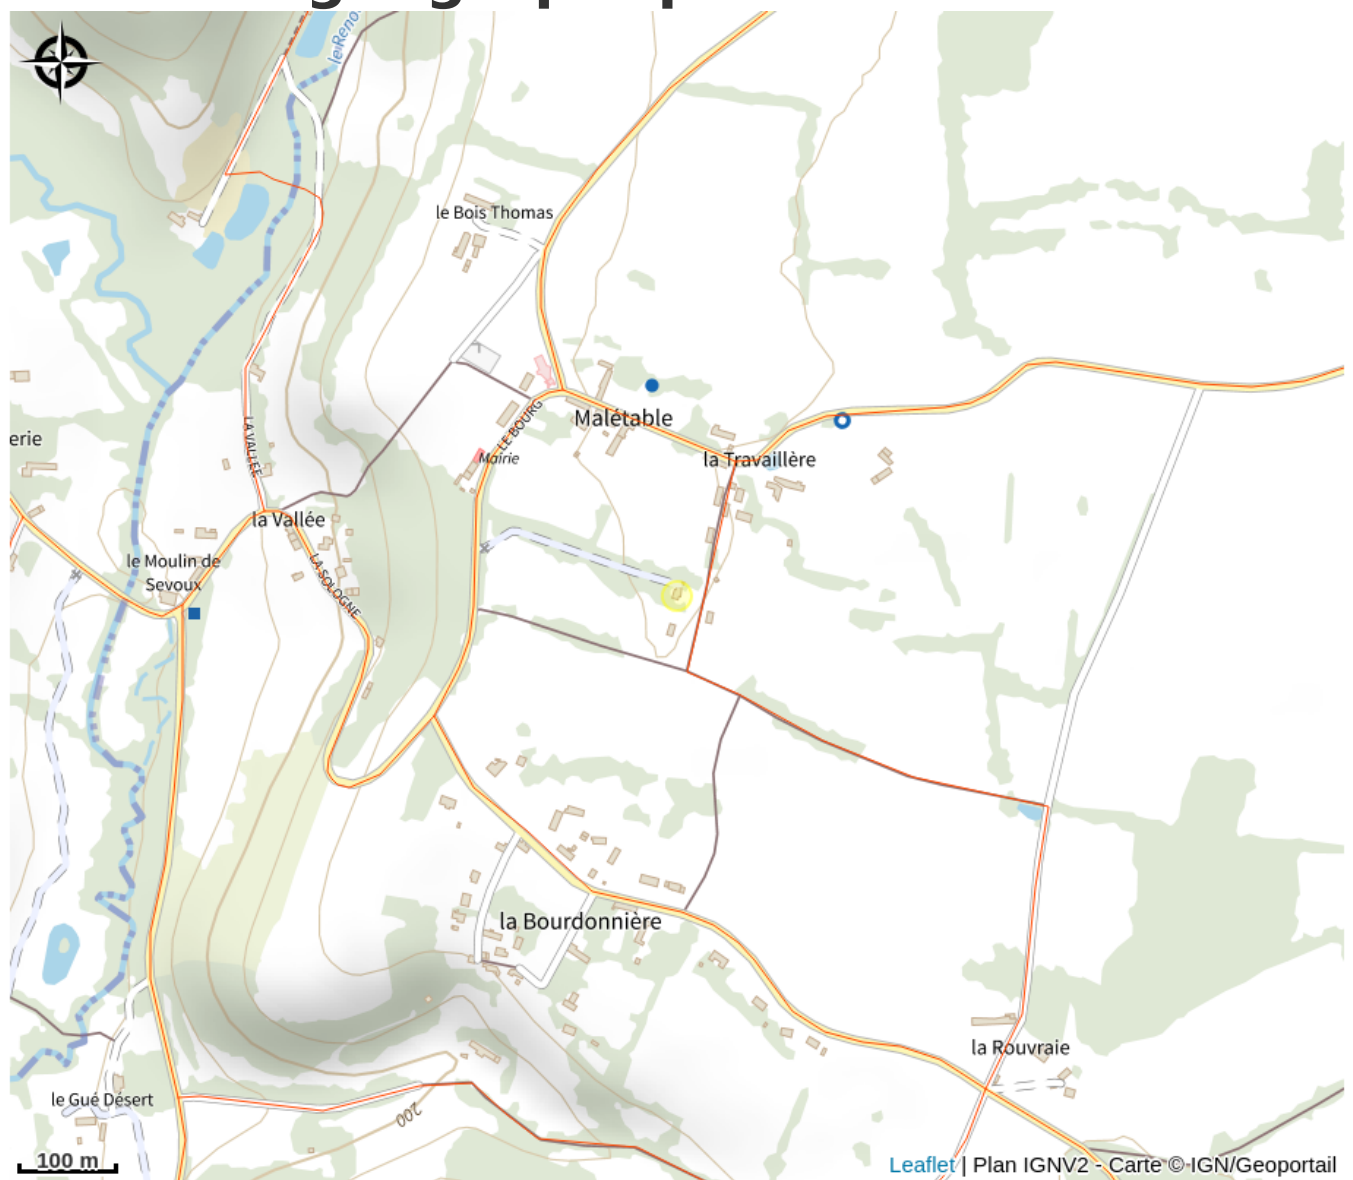 le Reno
le Bois Thomas
LE BOURG
Malétable
Mairie
la Travaillère
LA VALLÉE
erie
la Vallée
le Moulin de
Sevoux
LA SOLOGNE
la Bourdonnière
la Rouvraie
le Gué Désert
200
100 m
Leaflet | Plan IGNV2 - Carte © IGN/Geoportail